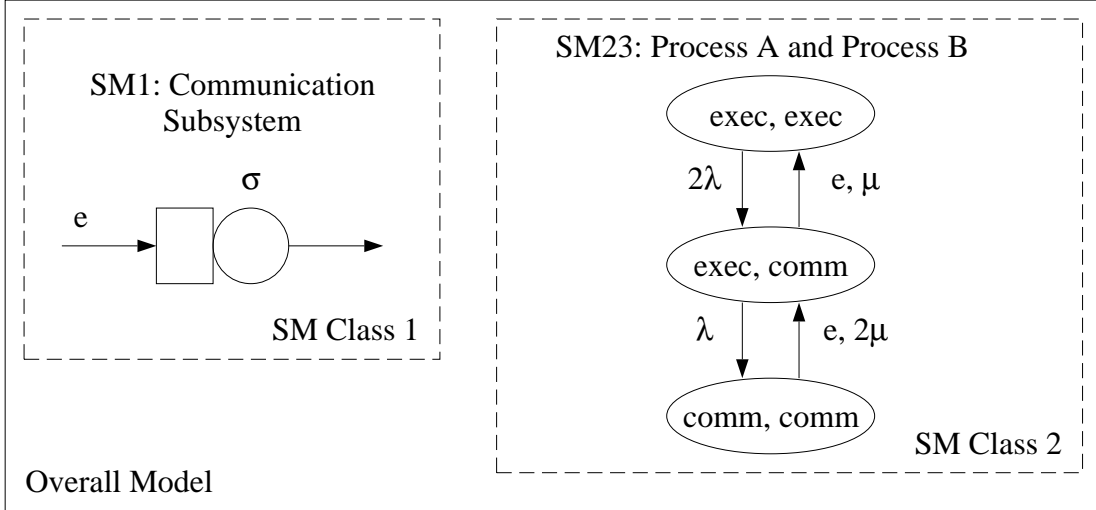 SM1: Communication
Subsystem
σ
e
SM Class 1
SM23: Process A and Process B
exec, exec
2λ
e, μ
exec, comm
λ
e, 2μ
comm, comm
SM Class 2
Overall Model